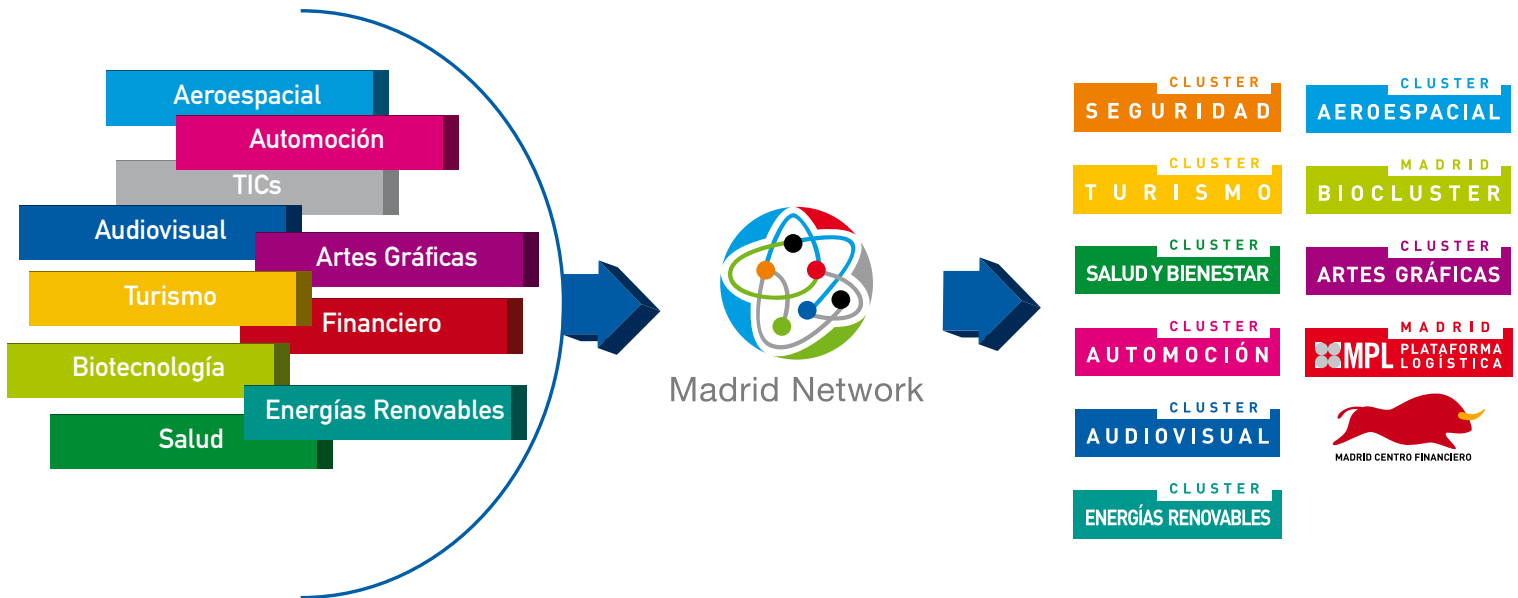 Aeroespacial
Automoción
TICs
Audiovisual
Artes Gráficas
Turismo
Financiero
Biotecnología
Energías Renovables
Salud
Madrid Network
CLUSTER
SEGURIDAD
CLUSTER
TURISMO
CLUSTER
SALUD Y BIENESTAR
CLUSTER
AUTOMOCIÓN
CLUSTER
AUDIOVISUAL
CLUSTER
ENERGÍAS RENOVABLES
CLUSTER
AEROESPACIAL
MADRID
BIOCLUSTER
CLUSTER
ARTES GRÁFICAS
MADRID
MPL PLATAFORMA
LOGÍSTICA
MADRID CENTRO FINANCIERO